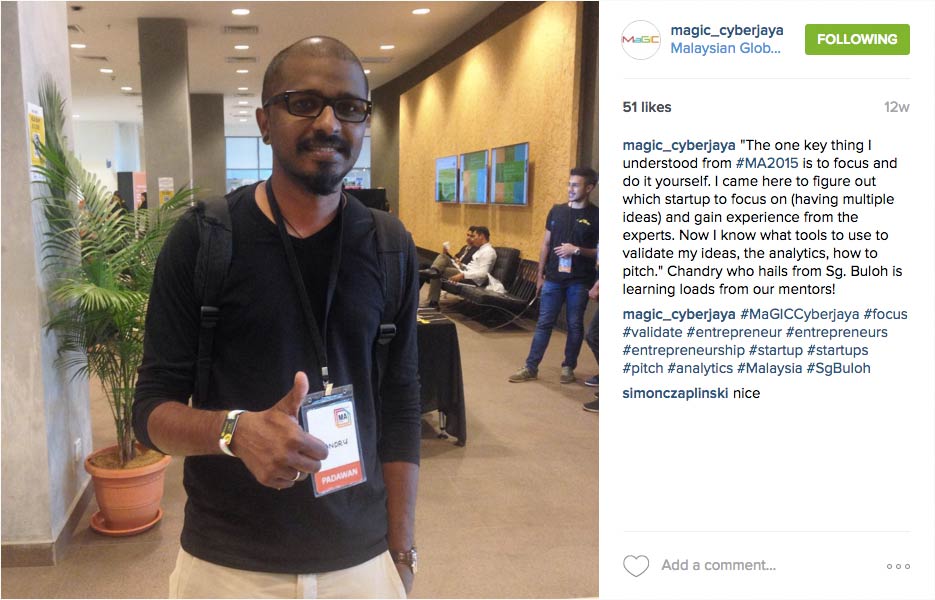 magic_cyberjaya
Malaysian Glob...
FOLLOWING
MaGIC
51 likes
12w
magic_cyberjaya "The one key thing I
understood from #MA2015 is to focus and
do it yourself. I came here to figure out
which startup to focus on (having multiple
ideas) and gain experience from the
experts. Now I know what tools to use to
validate my ideas, the analytics, how to
pitch." Chandry who hails from Sg. Buloh is
learning loads from our mentors!
magic_cyberjaya #MaGICCyberjaya #focus
#validate #entrepreneur #entrepreneurs
#entrepreneurship #startup #startups
#pitch #analytics #Malaysia #SgBuloh
simonczaplinski nice
Add a comment...
MA
PADAWAN